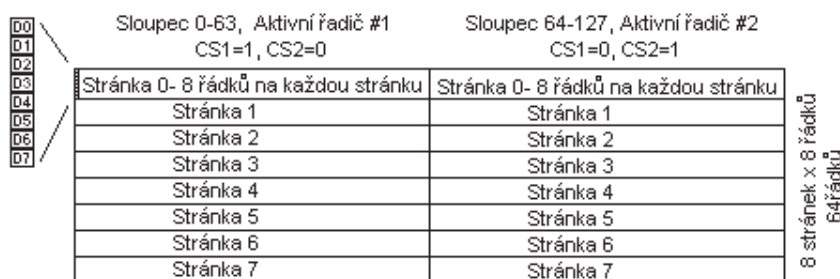 D0
D1
D2
D3
D4
D5
D6
D7
Sloupec 0-63, Aktivní řadič #1
CS1=1, CS2=0
Sloupec 64-127, Aktivní řadič #2
CS1=0, CS2=1
Stránka 0- 8 řádků na každou stránku
Stránka 0- 8 řádků na každou stránku
Stránka 1
Stránka 1
Stránka 2
Stránka 2
Stránka 3
Stránka 3
Stránka 4
Stránka 4
Stránka 5
Stránka 5
Stránka 6
Stránka 6
Stránka 7
Stránka 7
8 stránek x 8 řádků
64řádků